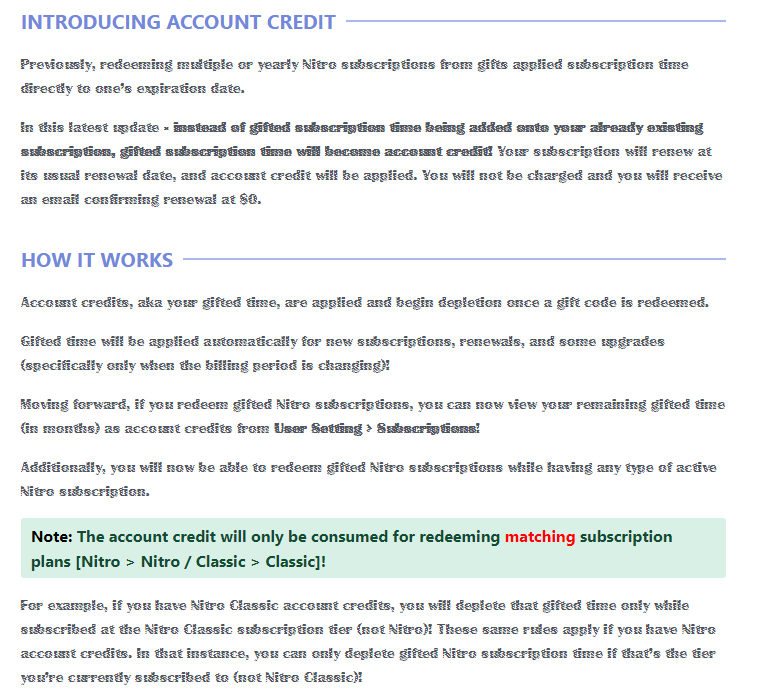 INTRODUCING ACCOUNT CREDIT
Previously, redeeming multiple or yearly Nitro subscriptions from gifts applied subscription time
directly to one's expiration date.
In this latest update - instead of gifted subscription time being added onto your already existing
subscription, gifted subscription time will become account credit! Your subscription will renew at
its usual renewal date, and account credit will be applied. You will not be charged and you will receive
an email confirming renewal at $0.
HOW IT WORKS
Account credits, aka your gifted time, are applied and begin depletion once a gift code is redeemed.
Gifted time will be applied automatically for new subscriptions, renewals, and some upgrades
(specifically only when the billing period is changing)!
Moving forward, if you redeem gifted Nitro subscriptions, you can now view your remaining gifted time
(in months) as account credits from User Setting > Subscriptions!
Additionally, you will now be able to redeem gifted Nitro subscriptions while having any type of active
Nitro subscription.
Note: The account credit will only be consumed for redeeming matching subscription
plans [Nitro > Nitro / Classic > Classic]!
For example, if you have Nitro Classic account credits, you will deplete that gifted time only while
subscribed at the Nitro Classic subscription tier (not Nitro)! These same rules apply if you have Nitro
account credits. In that instance, you can only deplete gifted Nitro subscription time if that's the tier
you're currently subscribed to (not Nitro Classic)!